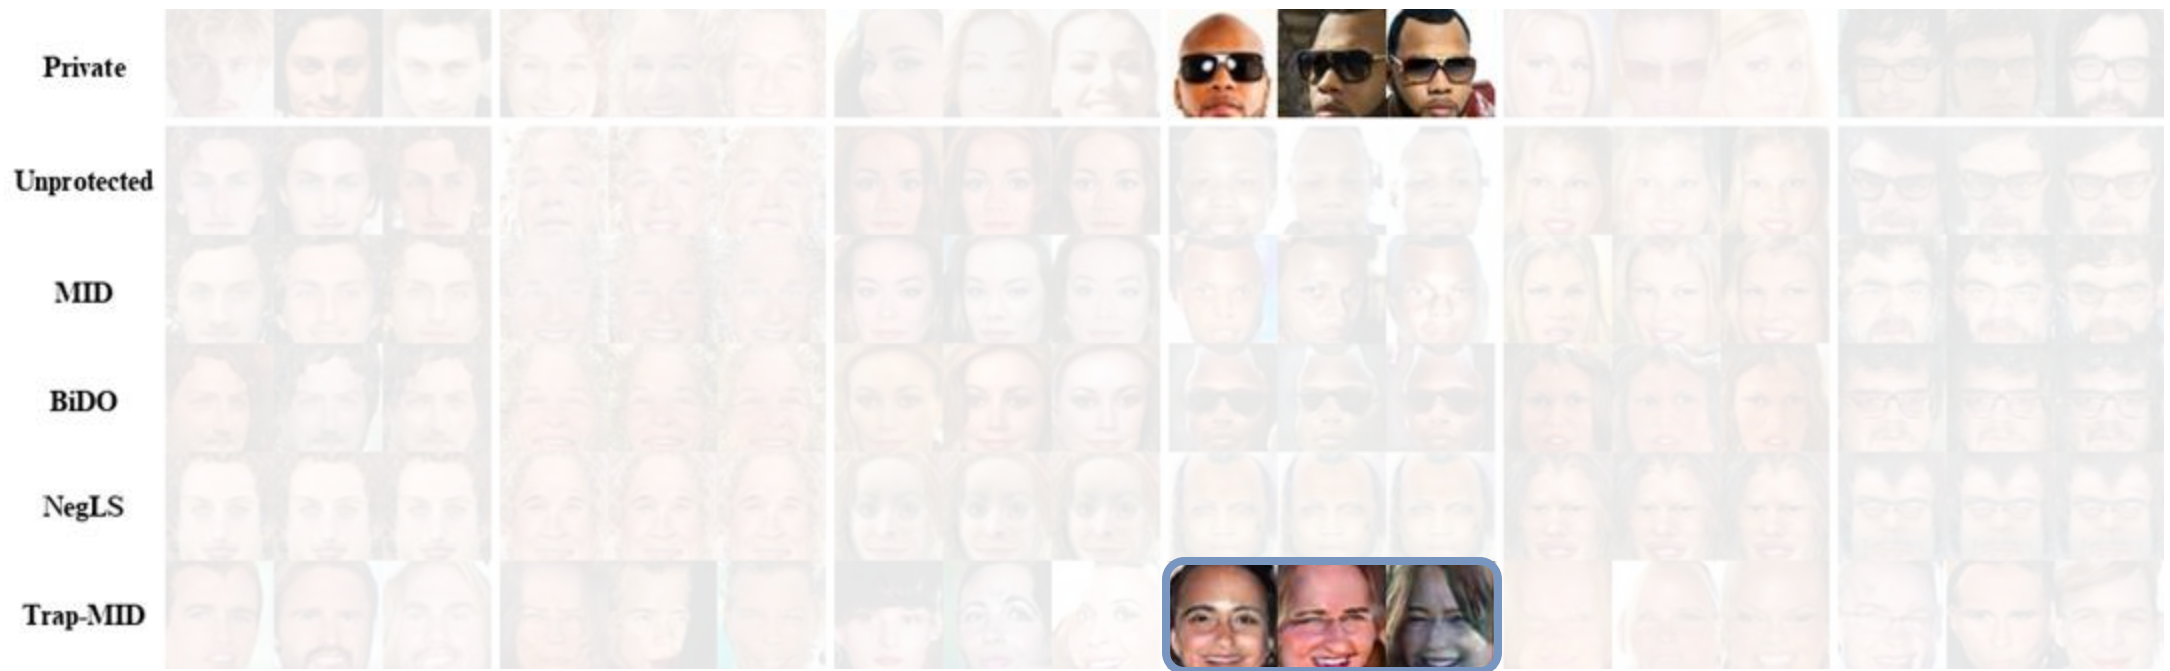 Private
Unprotected
MID
BiDO
NegLS
Trap-MID